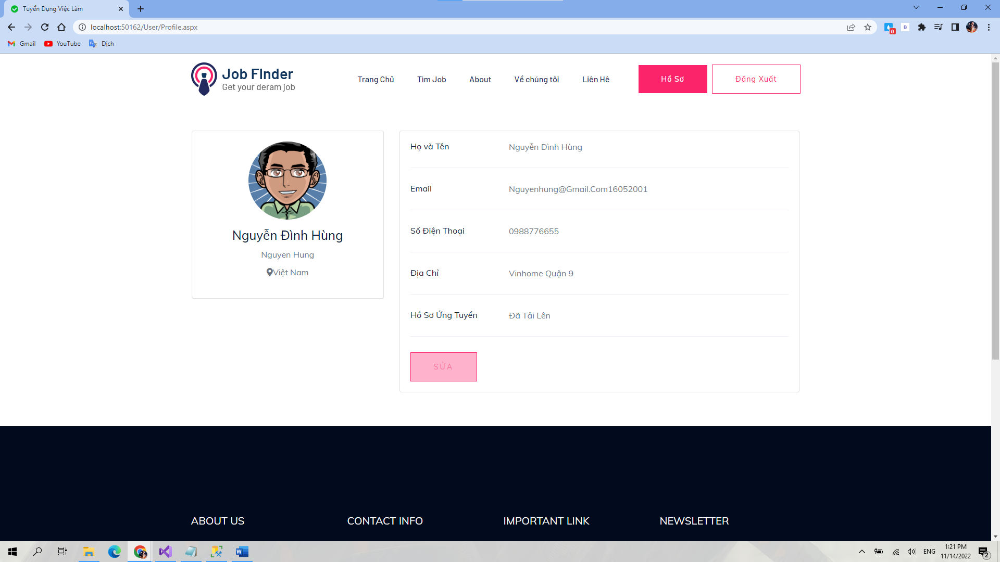 Tuyển Dụng Việc Làm
localhost:50162/User/Profile.aspx
0
B
Gmail
YouTube
Dịch
Job FInder
Get your deram job
Trang Chủ
Tìm Job
About
Về chúng tôi
Liên Hệ
Hồ Sơ
Đăng Xuất
Nguyễn Đình Hùng
Nguyen Hung
Việt Nam
Họ và Tên
Nguyễn Đình Hùng
Email
Nguyenhung@Gmail.Com16052001
Số Điện Thoại
0988776655
Địa Chỉ
Vinhome Quận 9
Hồ Sơ Ứng Tuyển
Đã Tải Lên
SỬA
ABOUT US
CONTACT INFO
IMPORTANT LINK
NEWSLETTER
ENG
1:21 PM
11/14/2022
2